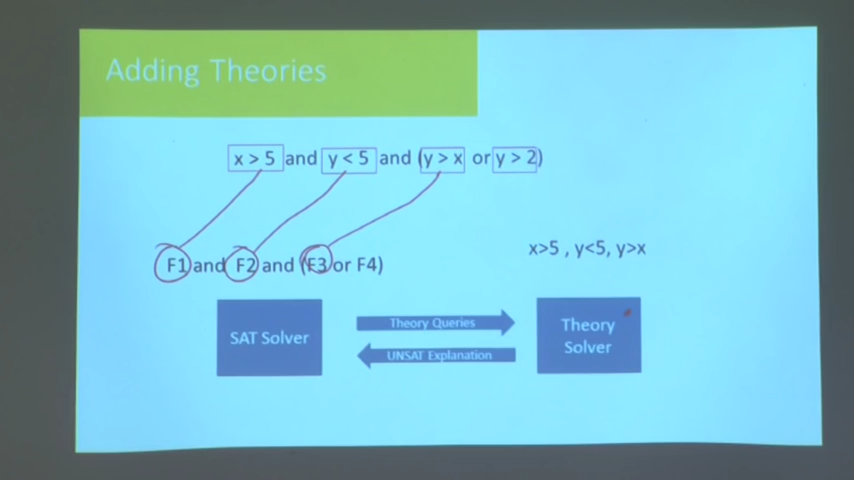 Adding Theories
x > 5 and y < 5 and (y > x or y > 2)
F1 and F2 and (F3 or F4)
x>5 , y<5, y>x
SAT Solver
Theory Queries
UNSAT Explanation
Theory
Solver